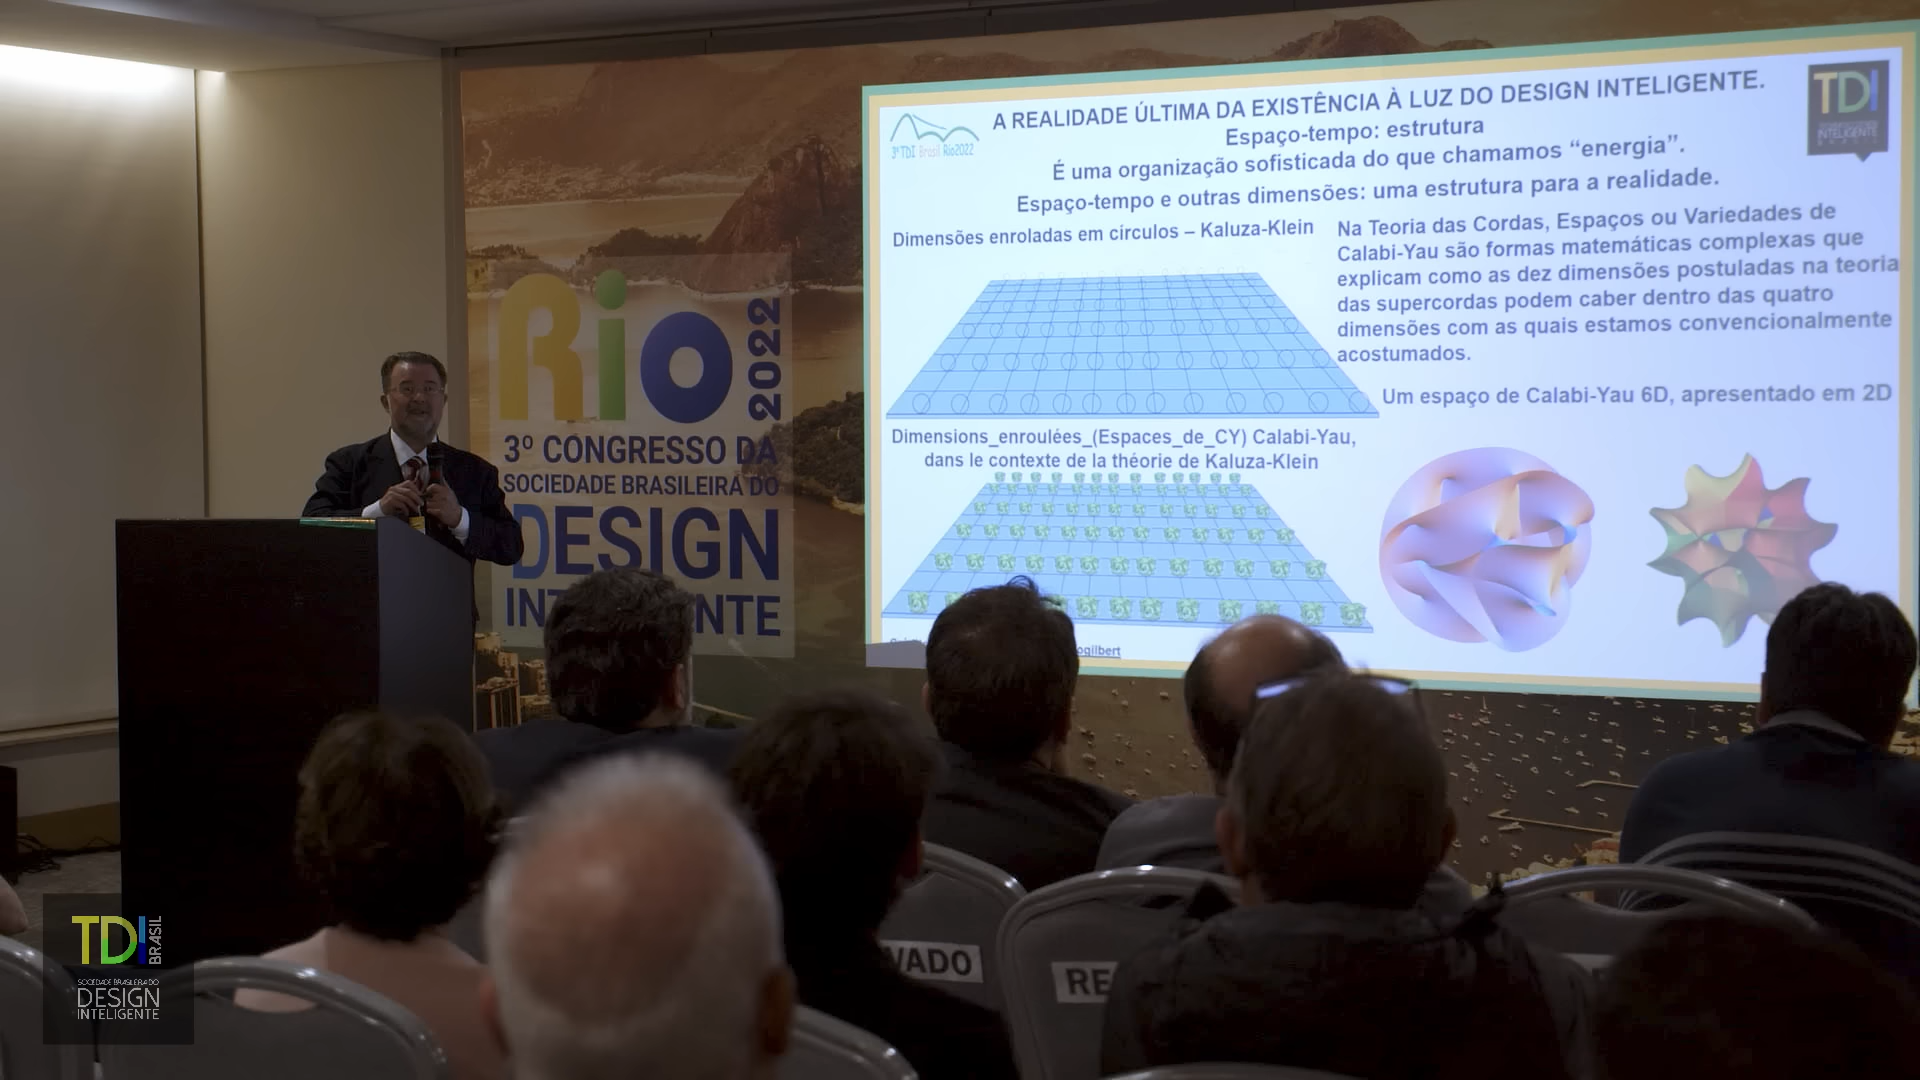 Rio 2022
3º CONGRESSO DA
SOCIEDADE BRASILEIRA DO
DESIGN
INTE NTE
3º TDI Brasil Rio2022
A REALIDADE ÚLTIMA DA EXISTÊNCIA À LUZ DO DESIGN INTELIGENTE.
Espaço-tempo: estrutura
É uma organização sofisticada do que chamamos “energia”.
Espaço-tempo e outras dimensões: uma estrutura para a realidade.
TDI
INTELIGENTE
BRASIL
Dimensões enroladas em círculos – Kaluza-Klein
Na Teoria das Cordas, Espaços ou Variedades de
Calabi-Yau são formas matemáticas complexas que
explicam como as dez dimensões postuladas na teoria
das supercordas podem caber dentro das quatro
dimensões com as quais estamos convencionalmente
acostumados.
Um espaço de Calabi-Yau 6D, apresentado em 2D
Dimensions_enroulées_(Espaces_de_CY) Calabi-Yau,
dans le contexte de la théorie de Kaluza-Klein
ogilbert
VADO
RE
TDI BRASIL
SOCIEDADE BRASILEIRA DO
DESIGN
INTELIGENTE